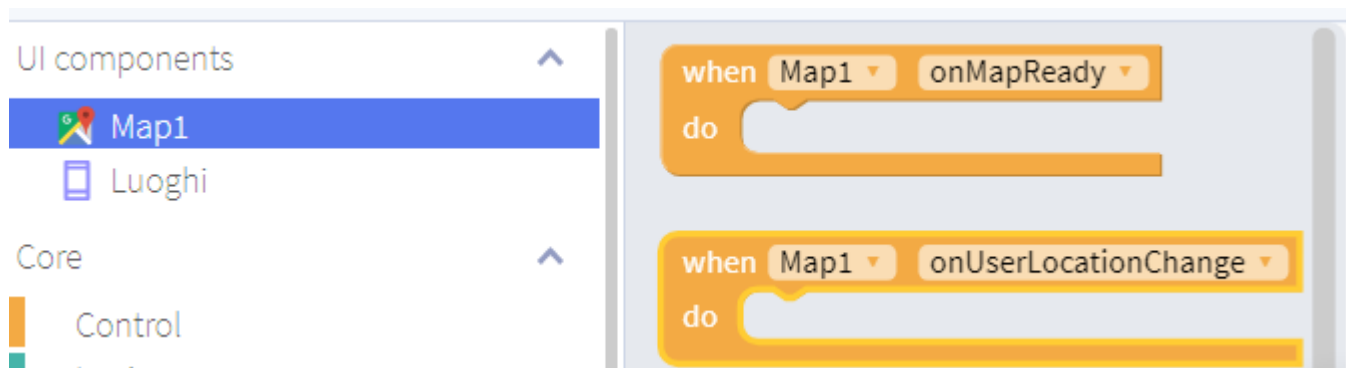 UI components
Map1
Luoghi
Core
Control
when Map1 onMapReady
do
when Map1 onUserLocationChange
do